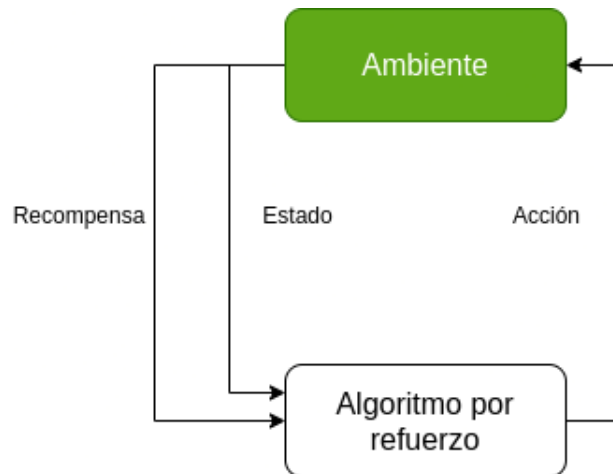 Ambiente
Recompensa
Estado
Acción
Algoritmo por
refuerzo